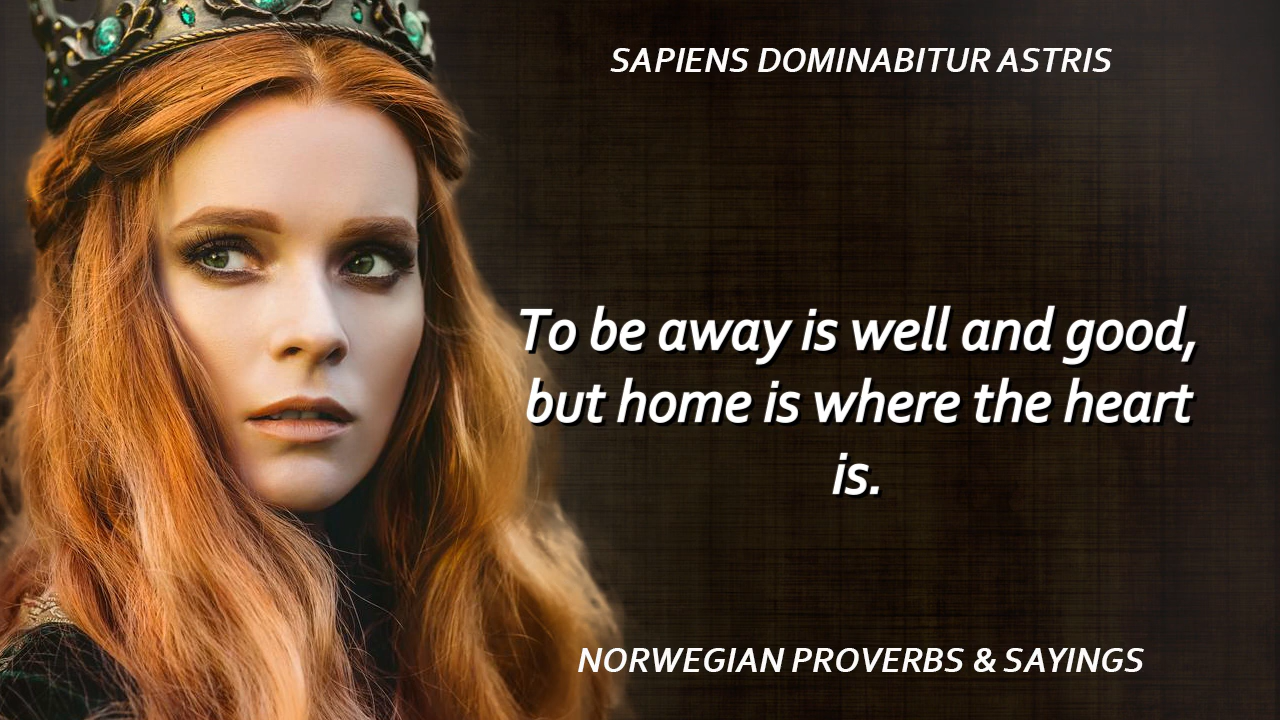 SAPIENS DOMINABITUR ASTRIS
To be away is well and good,
but home is where the heart
is.
NORWEGIAN PROVERBS & SAYINGS